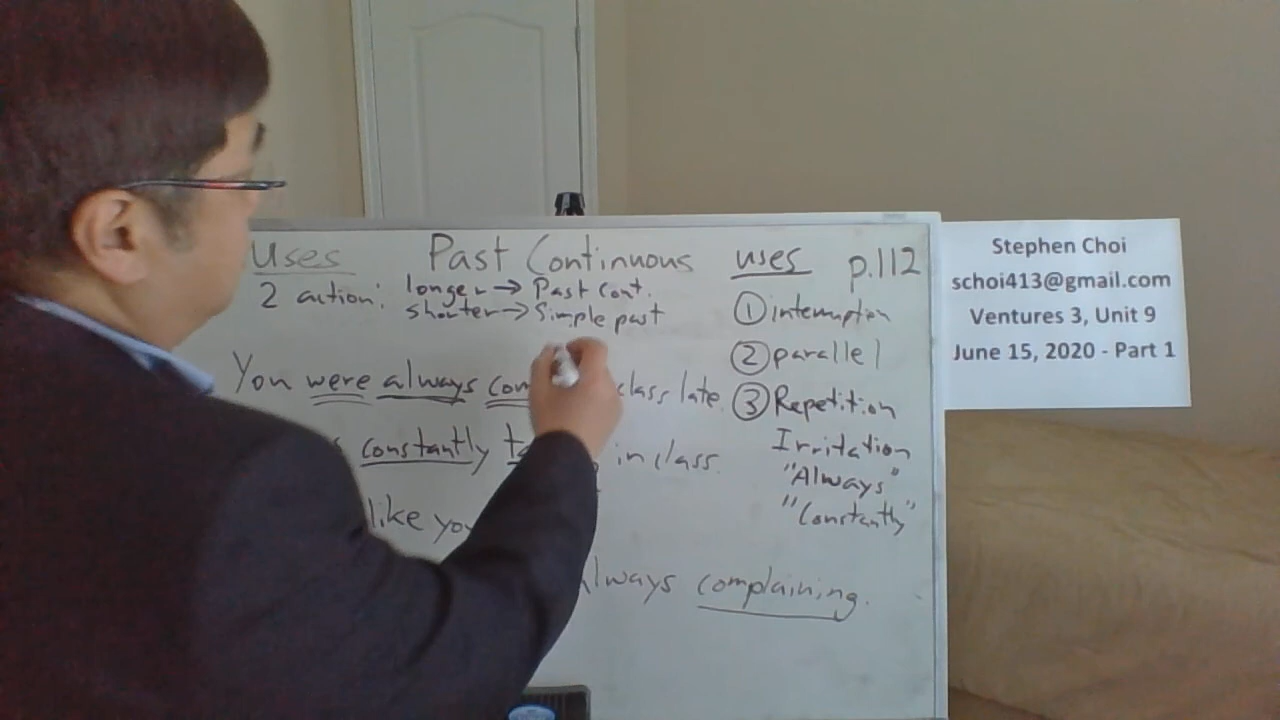 Uses Past Continuous uses p.112
2 action: longer → Past Cont.
shorter → Simple past
① interruption
② parallel
You were always com class late.
③ Repetition
constantly in class.
Irritation
"Always"
like you
"Constantly"
always complaining.
Stephen Choi
schoi413@gmail.com
Ventures 3, Unit 9
June 15, 2020 - Part 1